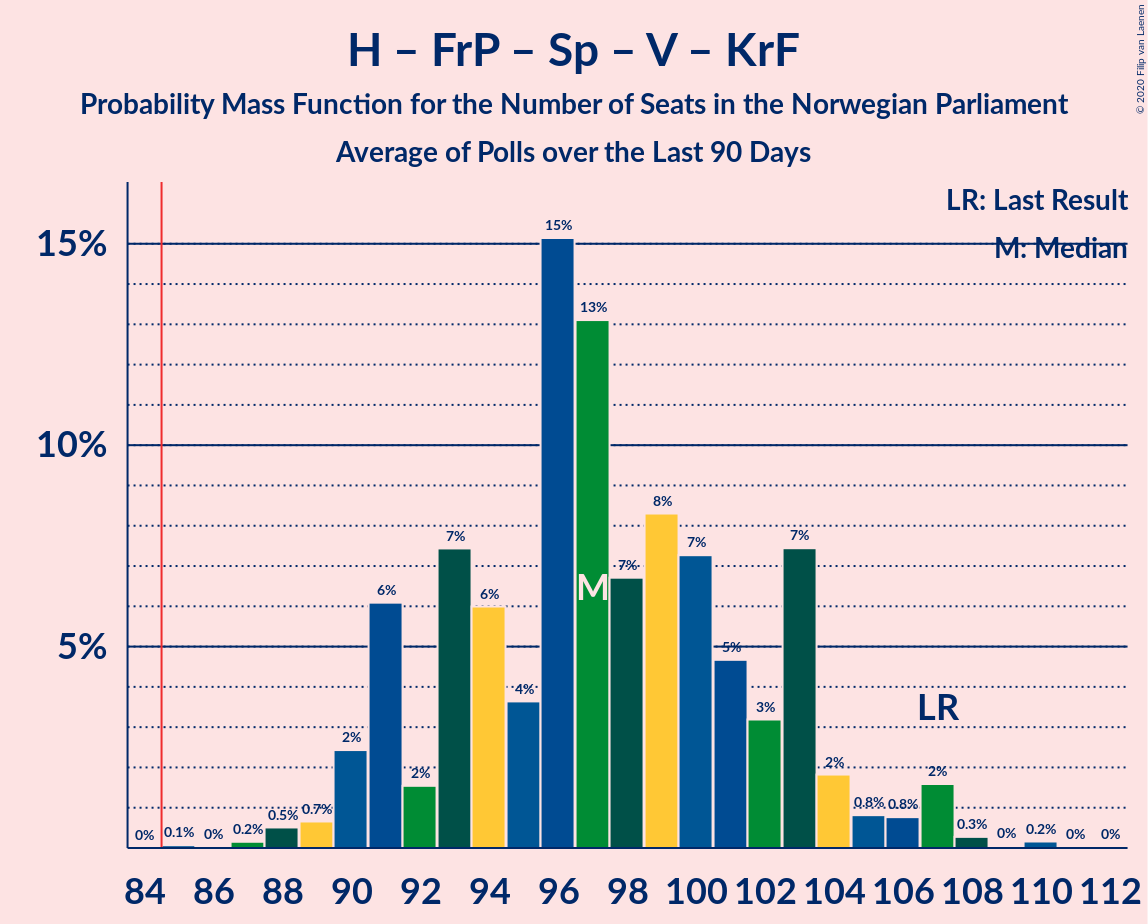 H – FrP – Sp – V – KrF
Probability Mass Function for the Number of Seats in the Norwegian Parliament
Average of Polls over the Last 90 Days
© 2020 Filip van Laenen
LR: Last Result
M: Median
15%
10%
5%
0% 0.1% 0% 0.2% 0.5% 0.7% 2% 6% 2% 7% 6% 4% 15% 13% 7% 8% 7% 5% 3% 7% 2% 0.8% 0.8% 2% 0.3% 0% 0.2% 0% 0%
M
LR
84 86 88 90 92 94 96 98 100 102 104 106 108 110 112